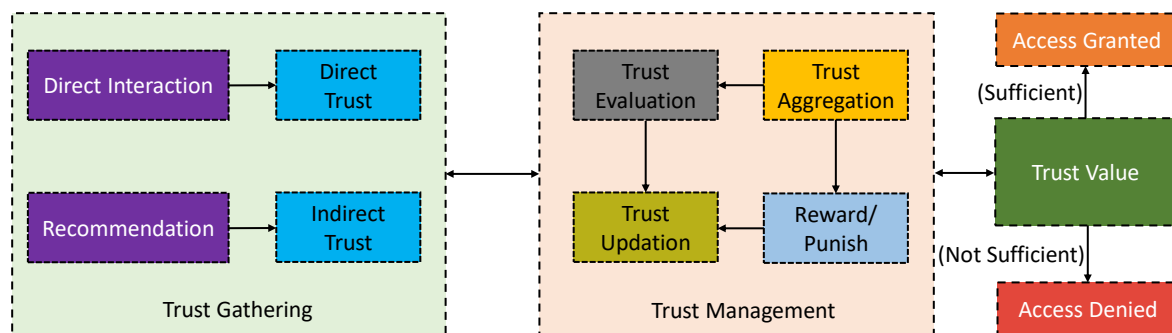 Direct Interaction
Direct
Trust
Recommendation
Indirect
Trust
Trust Gathering
Trust
Evaluation
Trust
Aggregation
Trust
Updation
Reward/
Punish
Trust Management
Access Granted
(Sufficient)
Trust Value
(Not Sufficient)
Access Denied